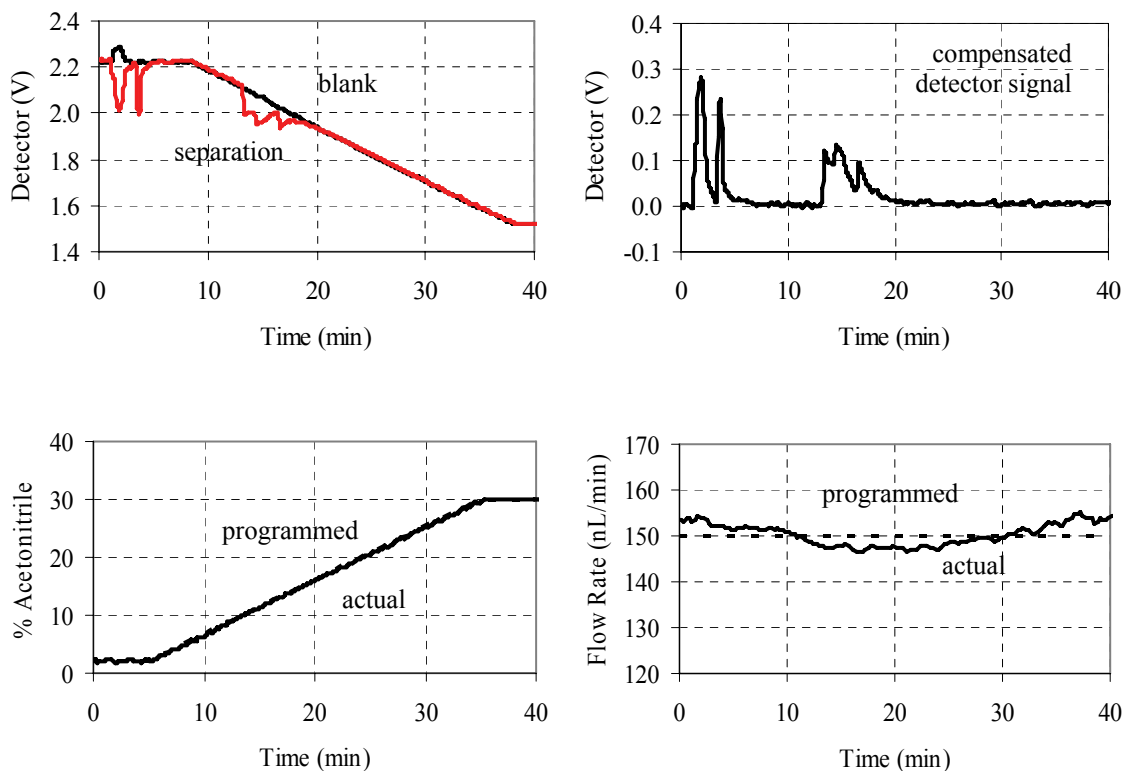 Detector (V)
2.4
2.2
2.0
1.8
1.6
1.4
blank
separation
0 10 20 30 40
Time (min)
Detector (V)
0.4
0.3
0.2
0.1
0.0
-0.1
compensated
detector signal
0 10 20 30 40
Time (min)
% Acetonitrile
40
30
20
10
0
programmed
actual
0 10 20 30 40
Time (min)
Flow Rate (nL/min)
170
160
150
140
130
120
programmed
actual
0 10 20 30 40
Time (min)